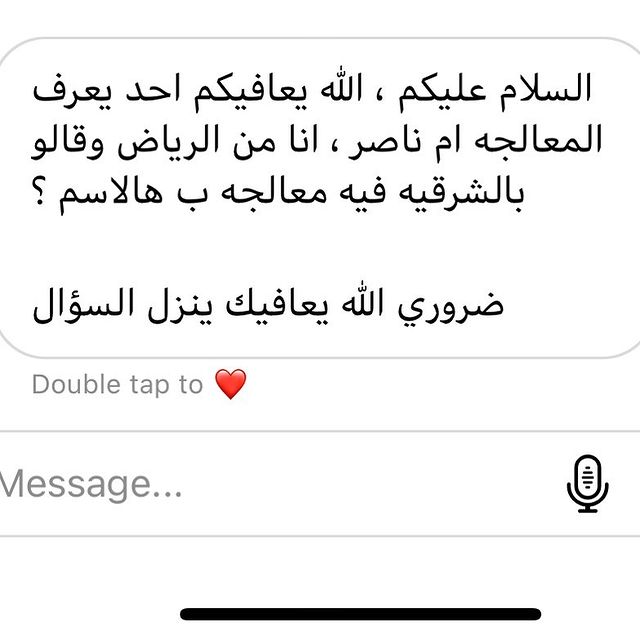 السلام عليكم ، الله يعافيكم احد يعرف
المعالجه ام ناصر ، انا من الرياض وقالو
بالشرقيه فيه معالجه ب هالاسم ؟
ضروري الله يعافيك ينزل السؤال
Double tap to ❤️
Message...